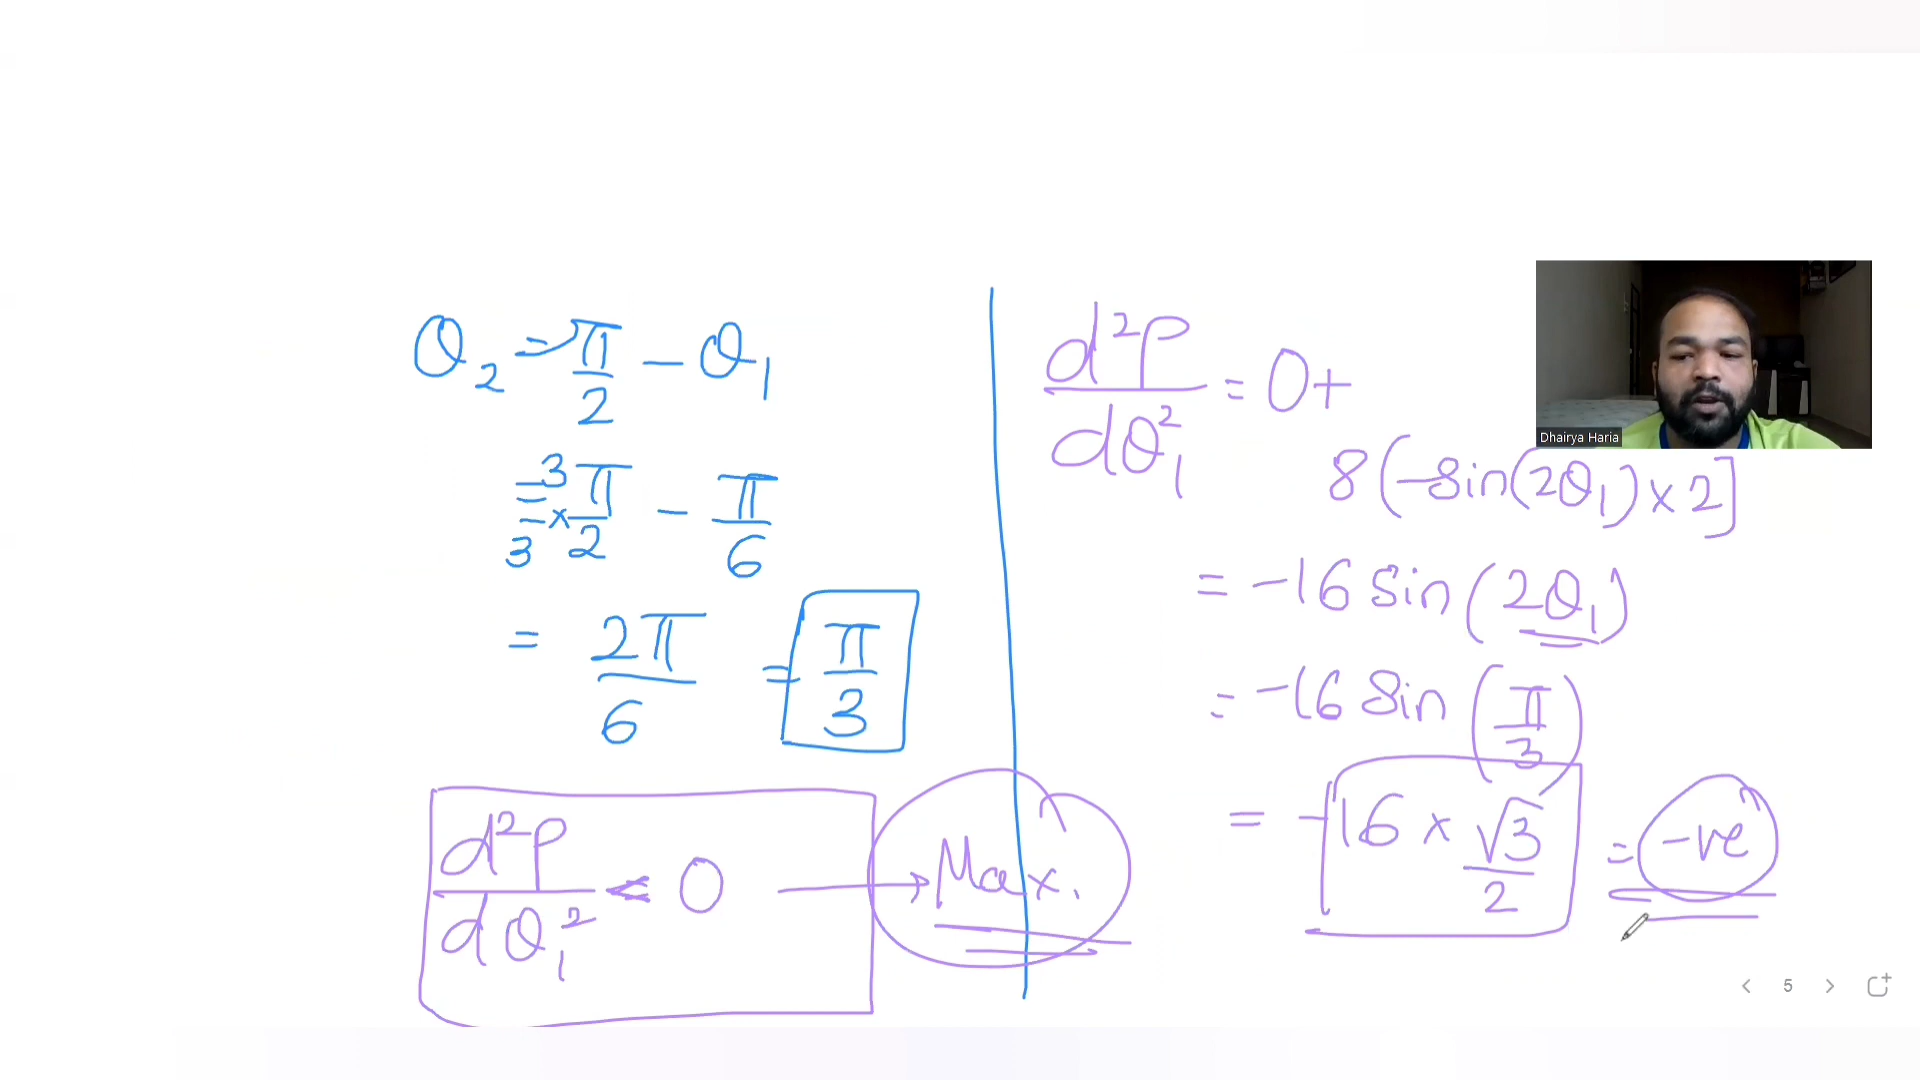 θ₂ = π/2 - θ₁
= 3/3 × π/2 - π/6
= 2π/6 = π/3
d²P/dθ₁² < 0 → Max.
d²P/dθ₁² = 0 +
8(-sin(2θ₁) × 2]
= -16 sin(2θ₁)
= -16 sin(π/3)
= -16 × √3/2 = -ve
Dhairya Haria
5